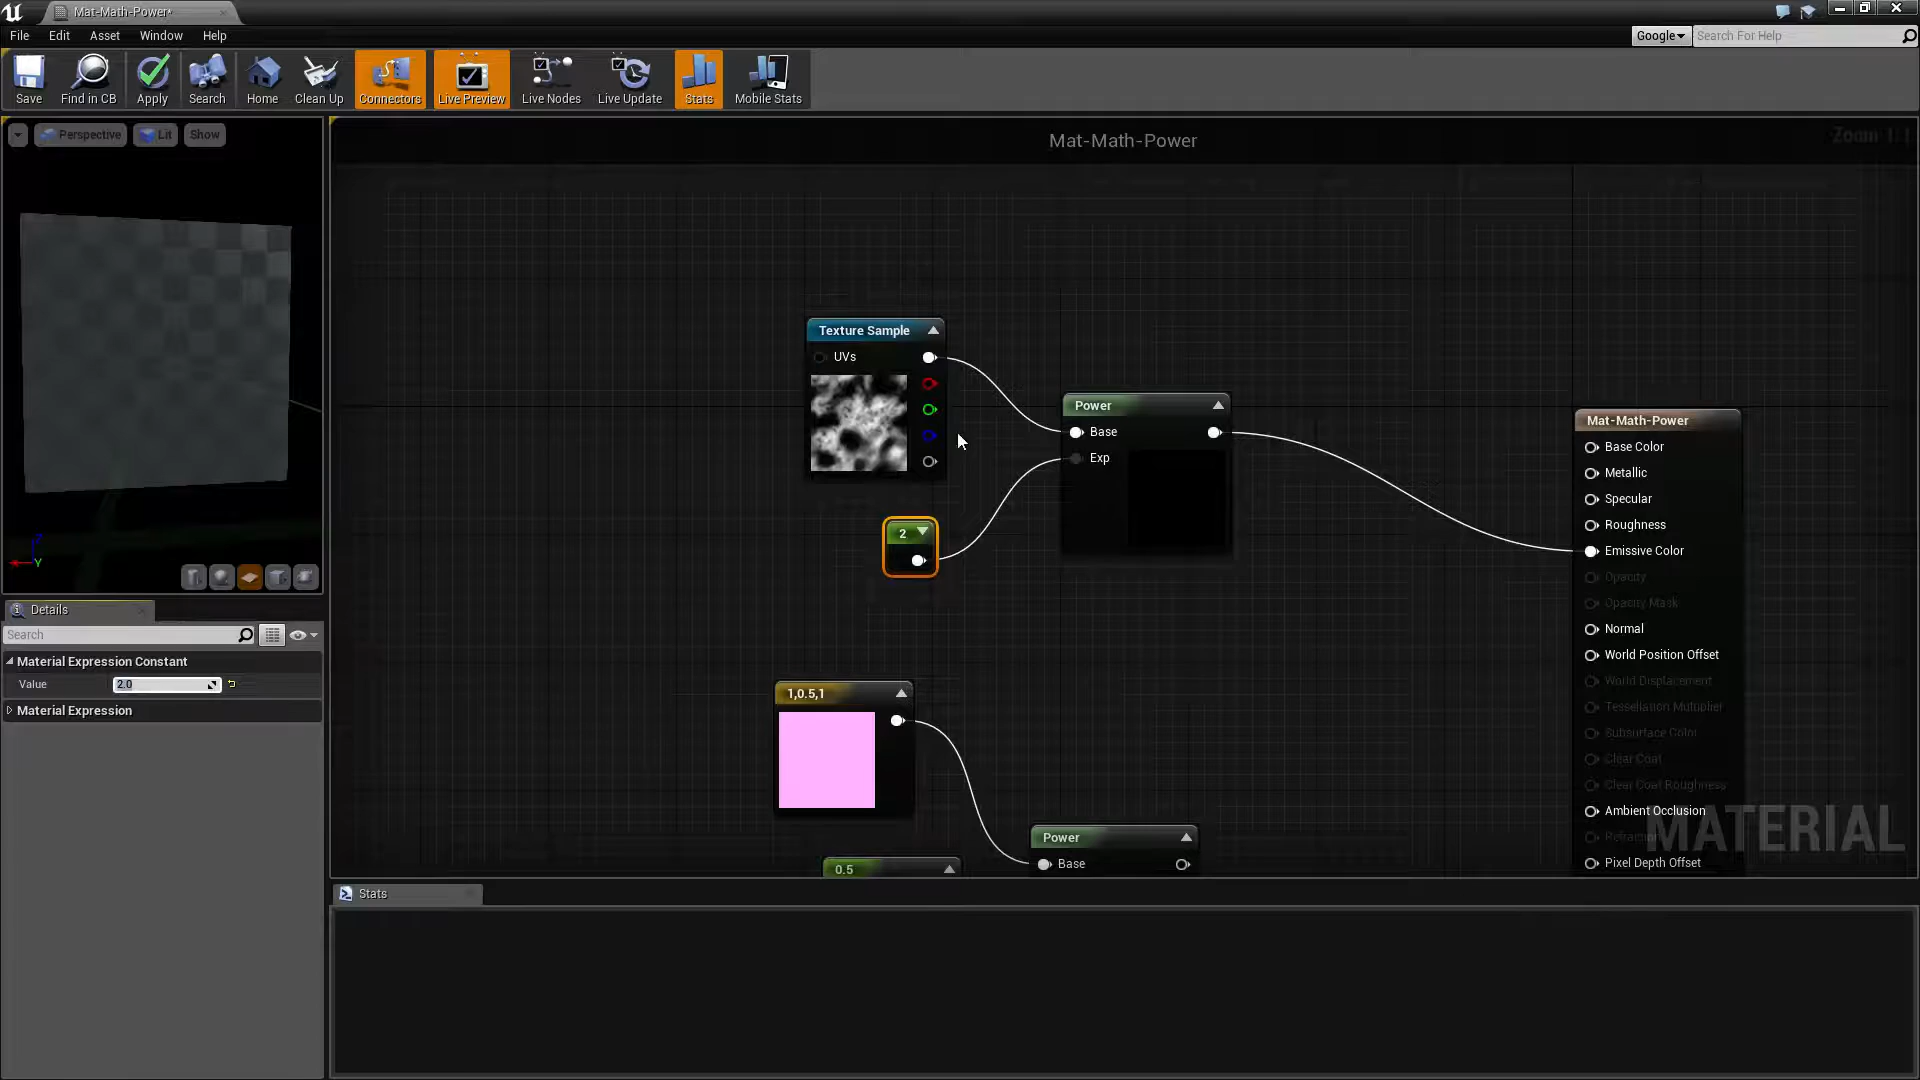 Mat-Math-Power*
File Edit Asset Window Help
Google
Search For Help
Save
Find in CB
Apply
Search
Home
Clean Up
Connectors
Live Preview
Live Nodes
Live Update
Stats
Mobile Stats
Perspective
Lit
Show
Mat-Math-Power
Zoom 1:1
Texture Sample
UVs
Power
Base
Exp
2
Mat-Math-Power
Base Color
Metallic
Specular
Roughness
Emissive Color
Opacity
Opacity Mask
Normal
World Position Offset
World Displacement
Tessellation Multiplier
Subsurface Color
Clear Coat
Clear Coat Roughness
Ambient Occlusion
Refraction
Pixel Depth Offset
MATERIAL
1,0.5,1
0.5
Power
Base
Z
Y
Details
Search
Material Expression Constant
Value
2.0
Material Expression
Stats